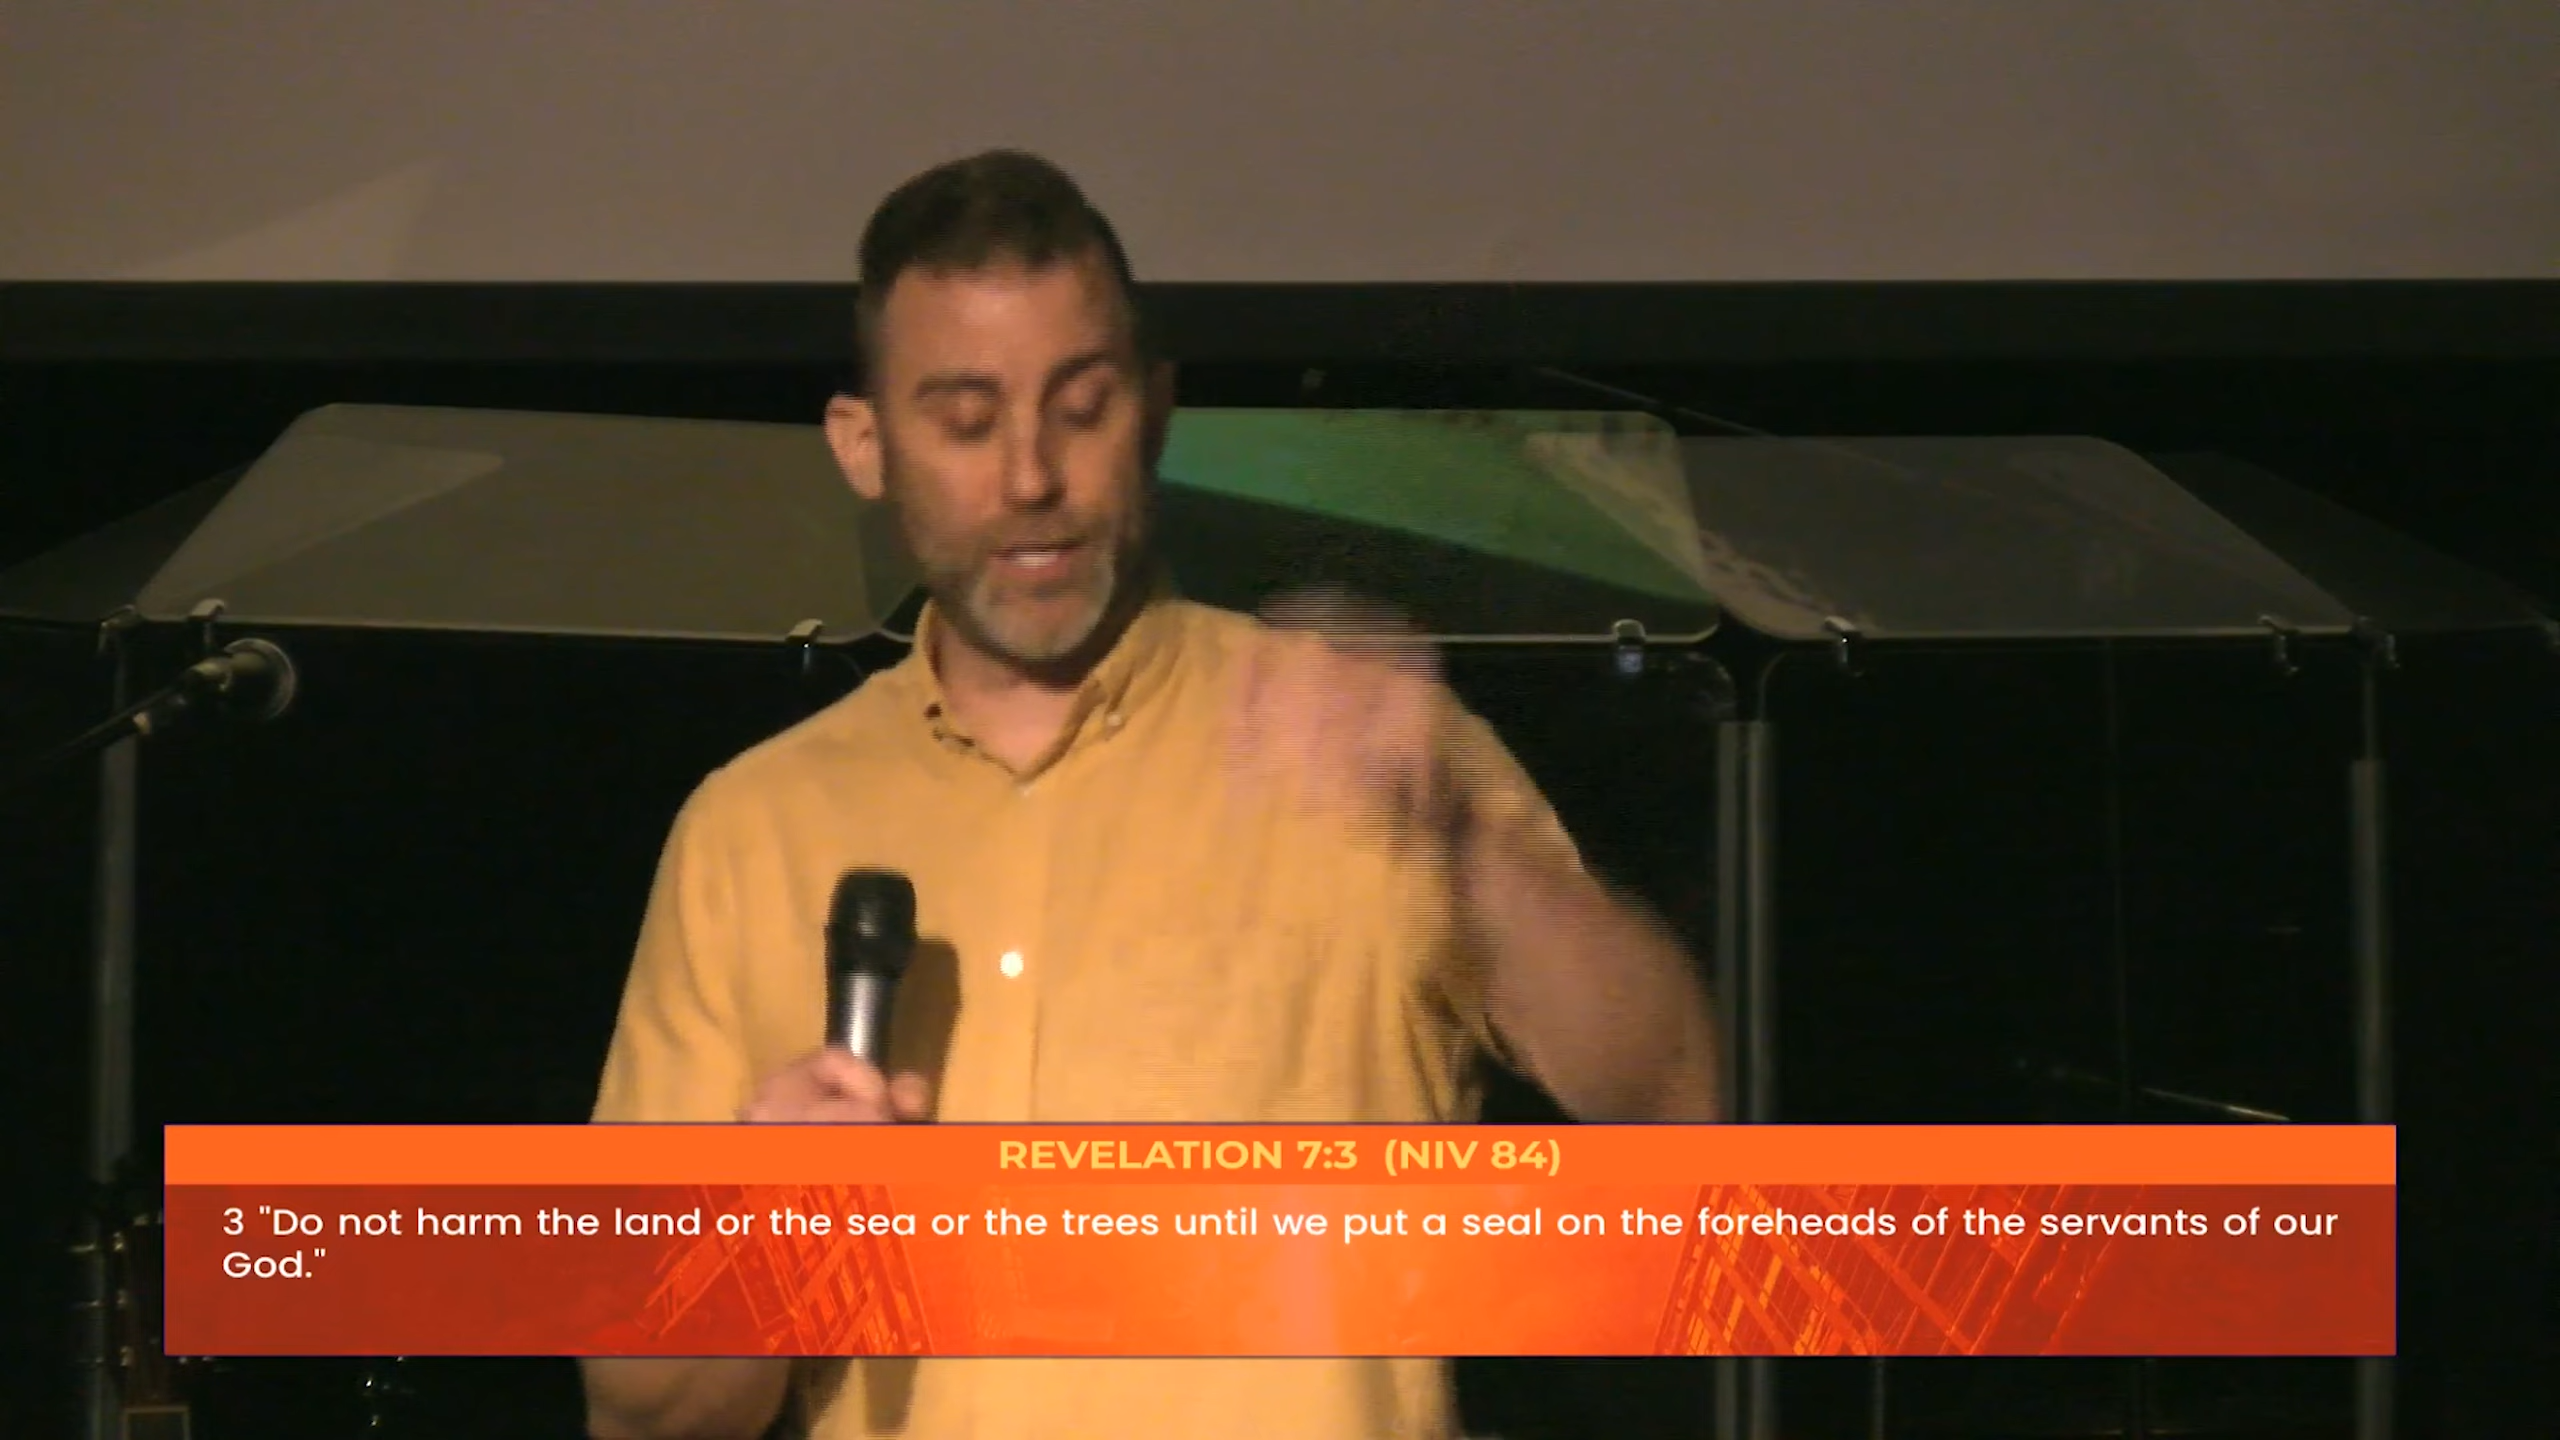 REVELATION 7:3 (NIV 84)
3 "Do not harm the land or the sea or the trees until we put a seal on the foreheads of the servants of our
God."